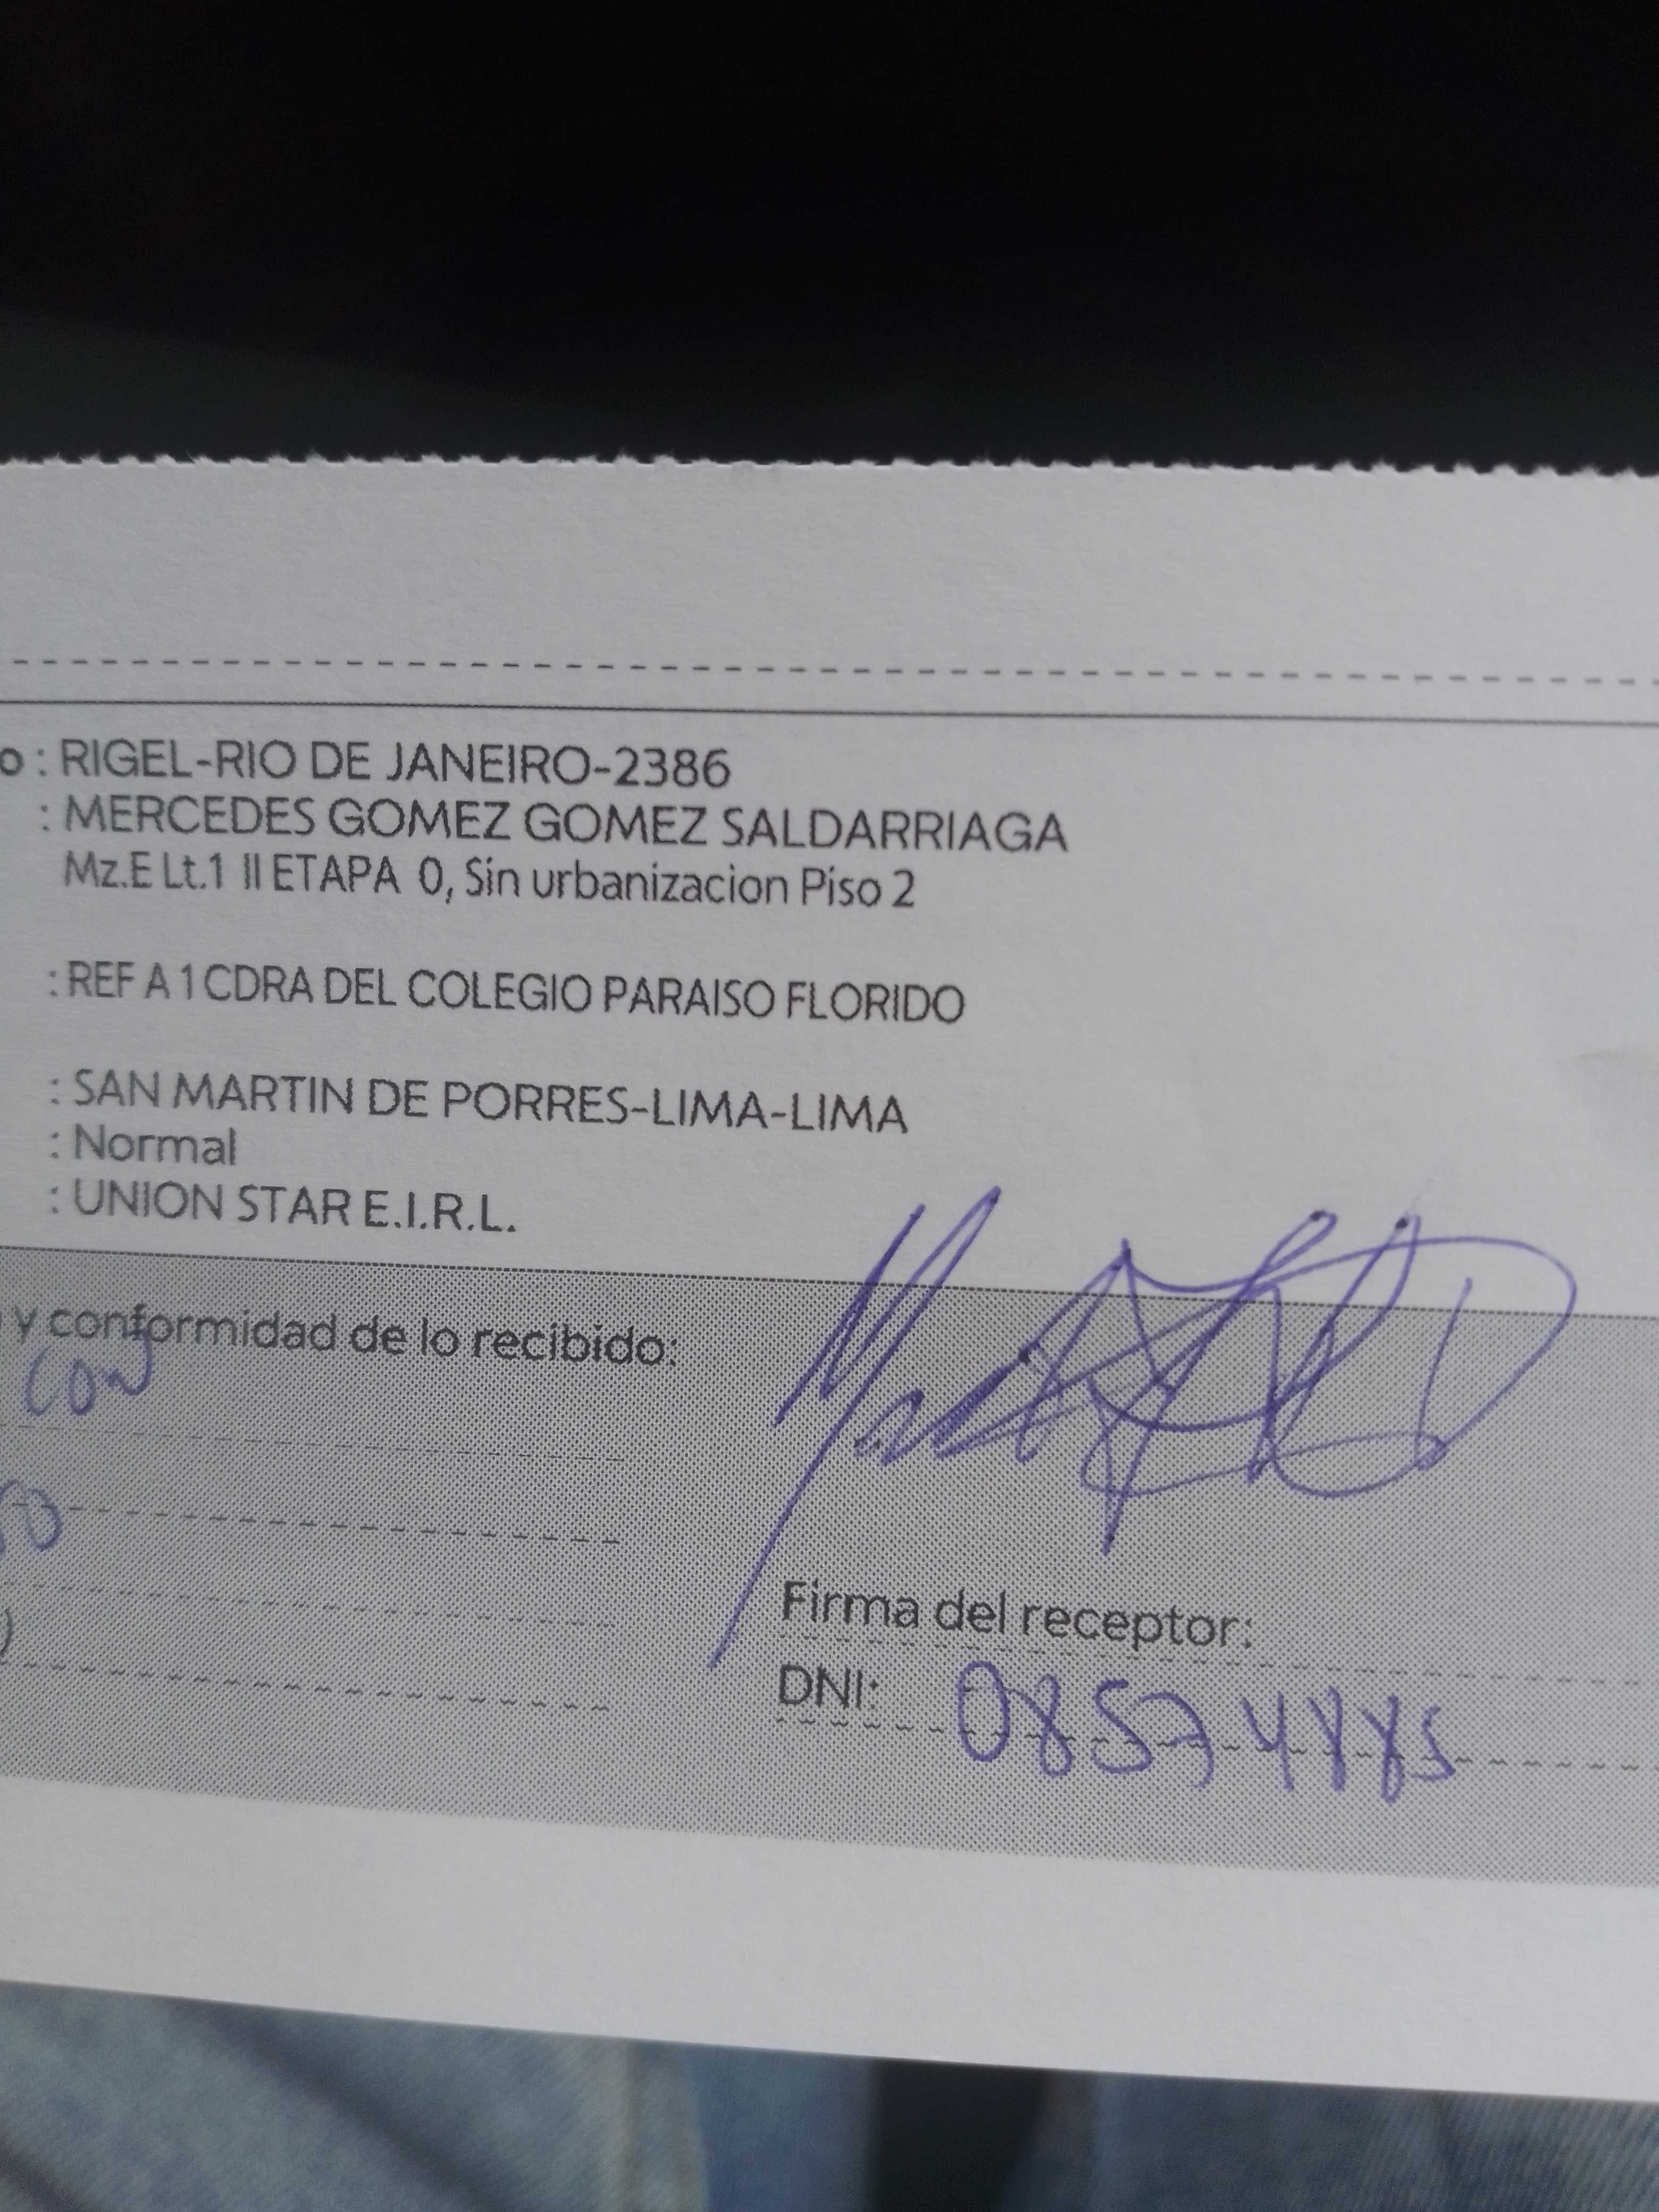 o : RIGEL-RIO DE JANEIRO-2386
: MERCEDES GOMEZ GOMEZ SALDARRIAGA
Mz.E Lt.1 II ETAPA 0, Sin urbanizacion Piso 2
: REF A 1 CDRA DEL COLEGIO PARAISO FLORIDO
: SAN MARTIN DE PORRES-LIMA-LIMA
: Normal
: UNION STAR E.I.R.L.
y conformidad de lo recibido:
con
Firma del receptor:
DNI: 08574885